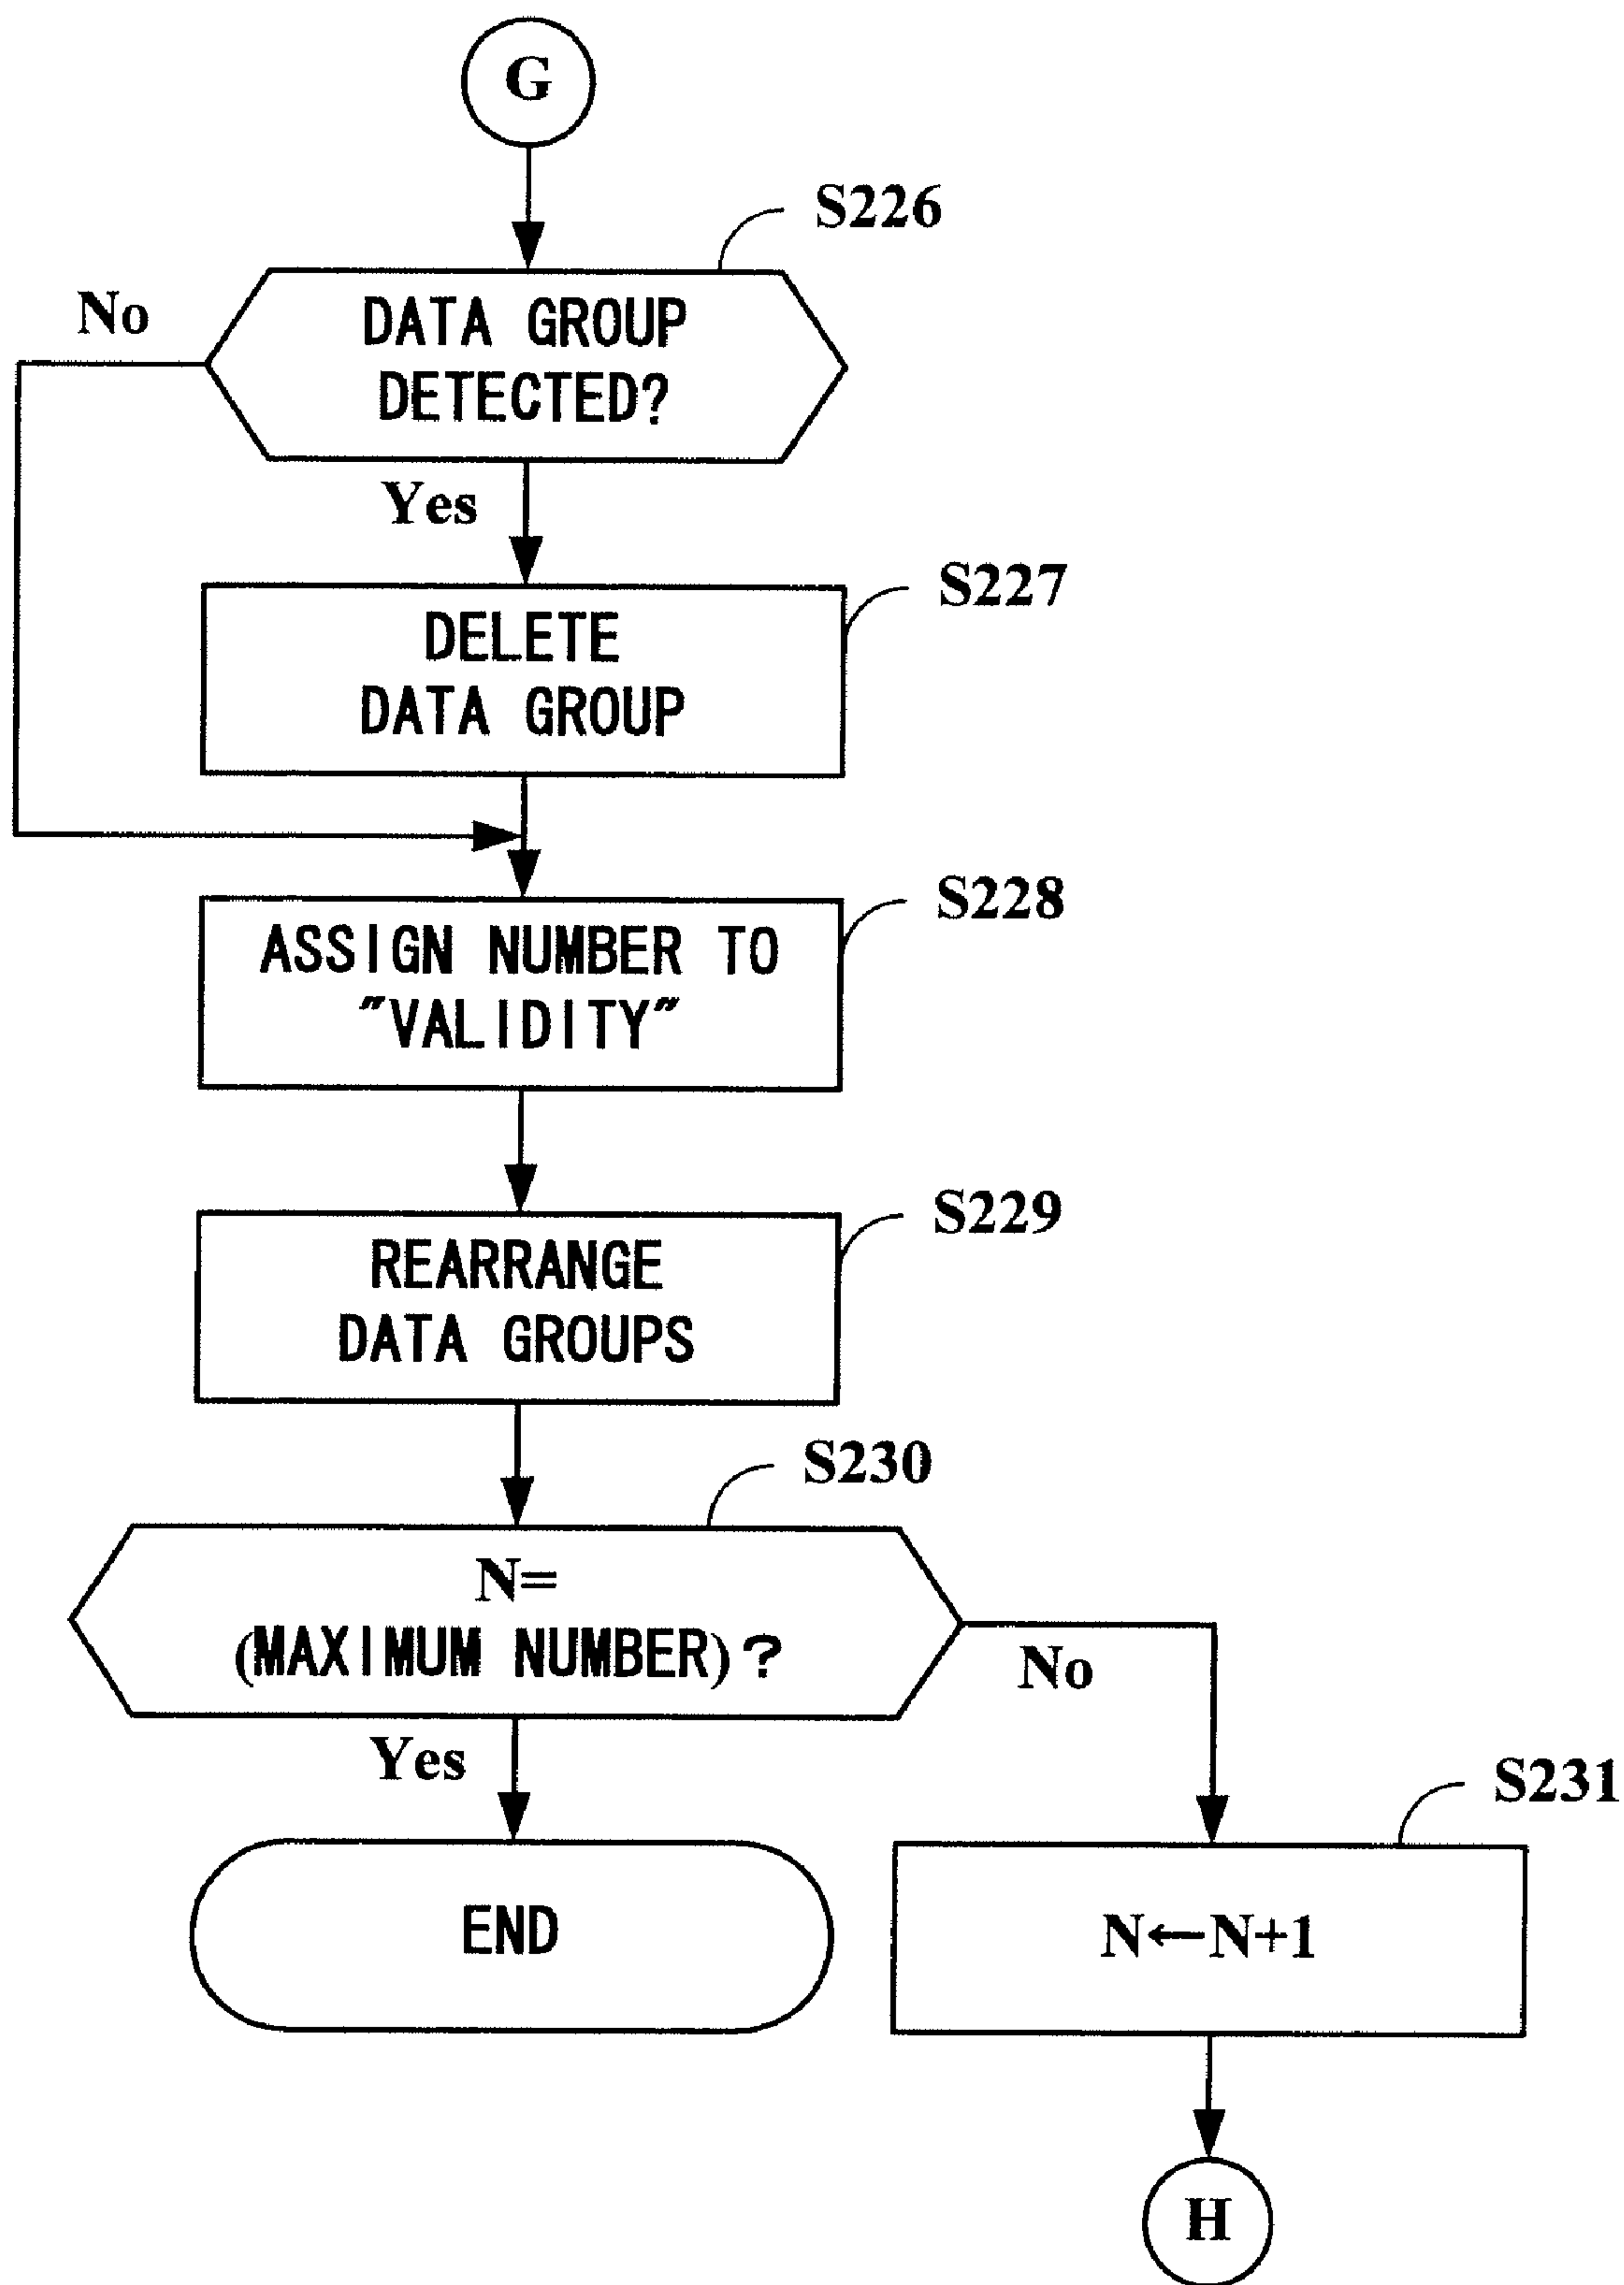 G
S226
No
DATA GROUP
DETECTED?
Yes
S227
DELETE
DATA GROUP
S228
ASSIGN NUMBER TO
"VALIDITY"
S229
REARRANGE
DATA GROUPS
S230
N=
(MAXIMUM NUMBER)?
No
Yes
S231
END
N←N+1
H